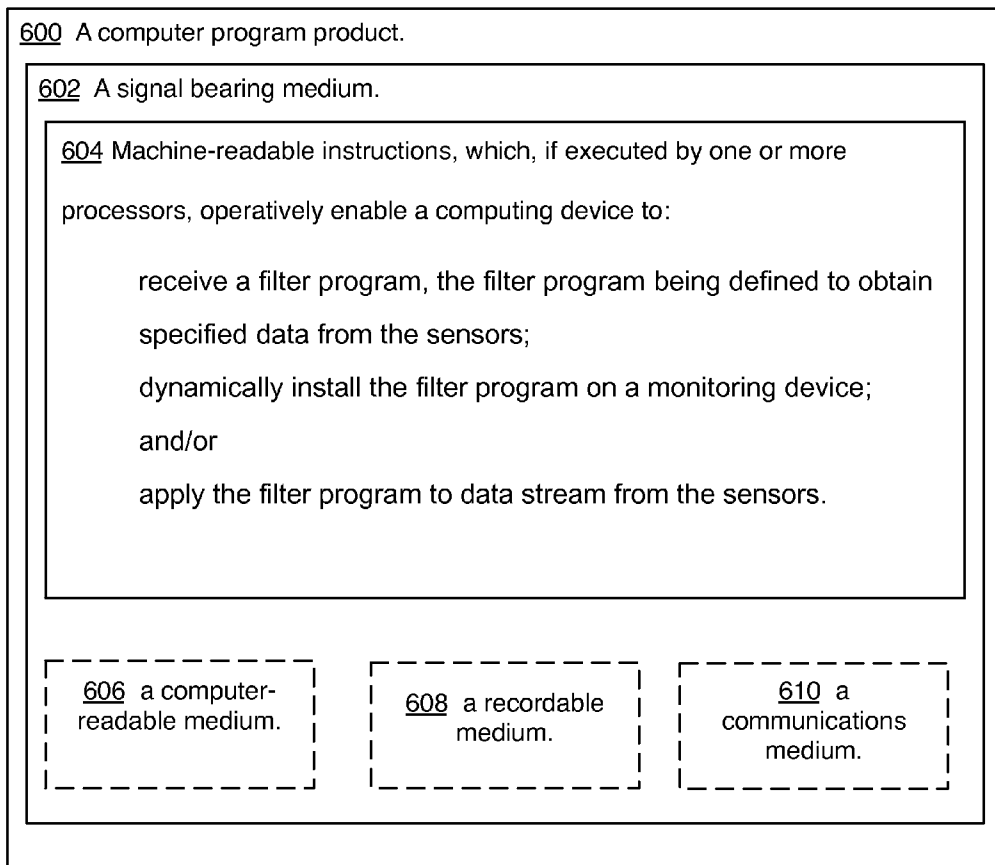 600 A computer program product.
602 A signal bearing medium.
604 Machine-readable instructions, which, if executed by one or more
processors, operatively enable a computing device to:
receive a filter program, the filter program being defined to obtain
specified data from the sensors;
dynamically install the filter program on a monitoring device;
and/or
apply the filter program to data stream from the sensors.
606 a computer-
readable medium.
608 a recordable
medium.
610 a
communications
medium.